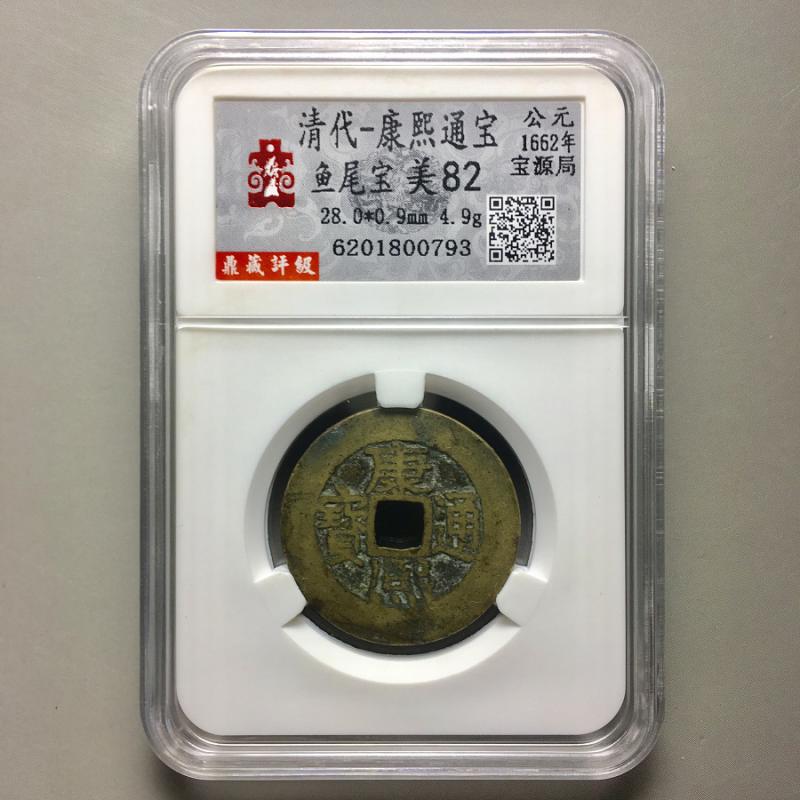 清代-康熙通宝
公元
1662年
宝源局
鱼尾宝 美82
28.0*0.9mm 4.9g
6201800793
鼎藏評級
康熙通寶